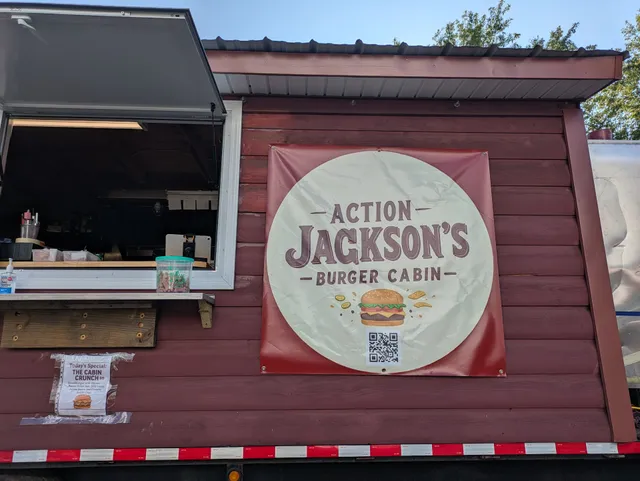 ACTION
JACKSON'S
BURGER CABIN
Today's Special:
THE CABIN
CRUNCH